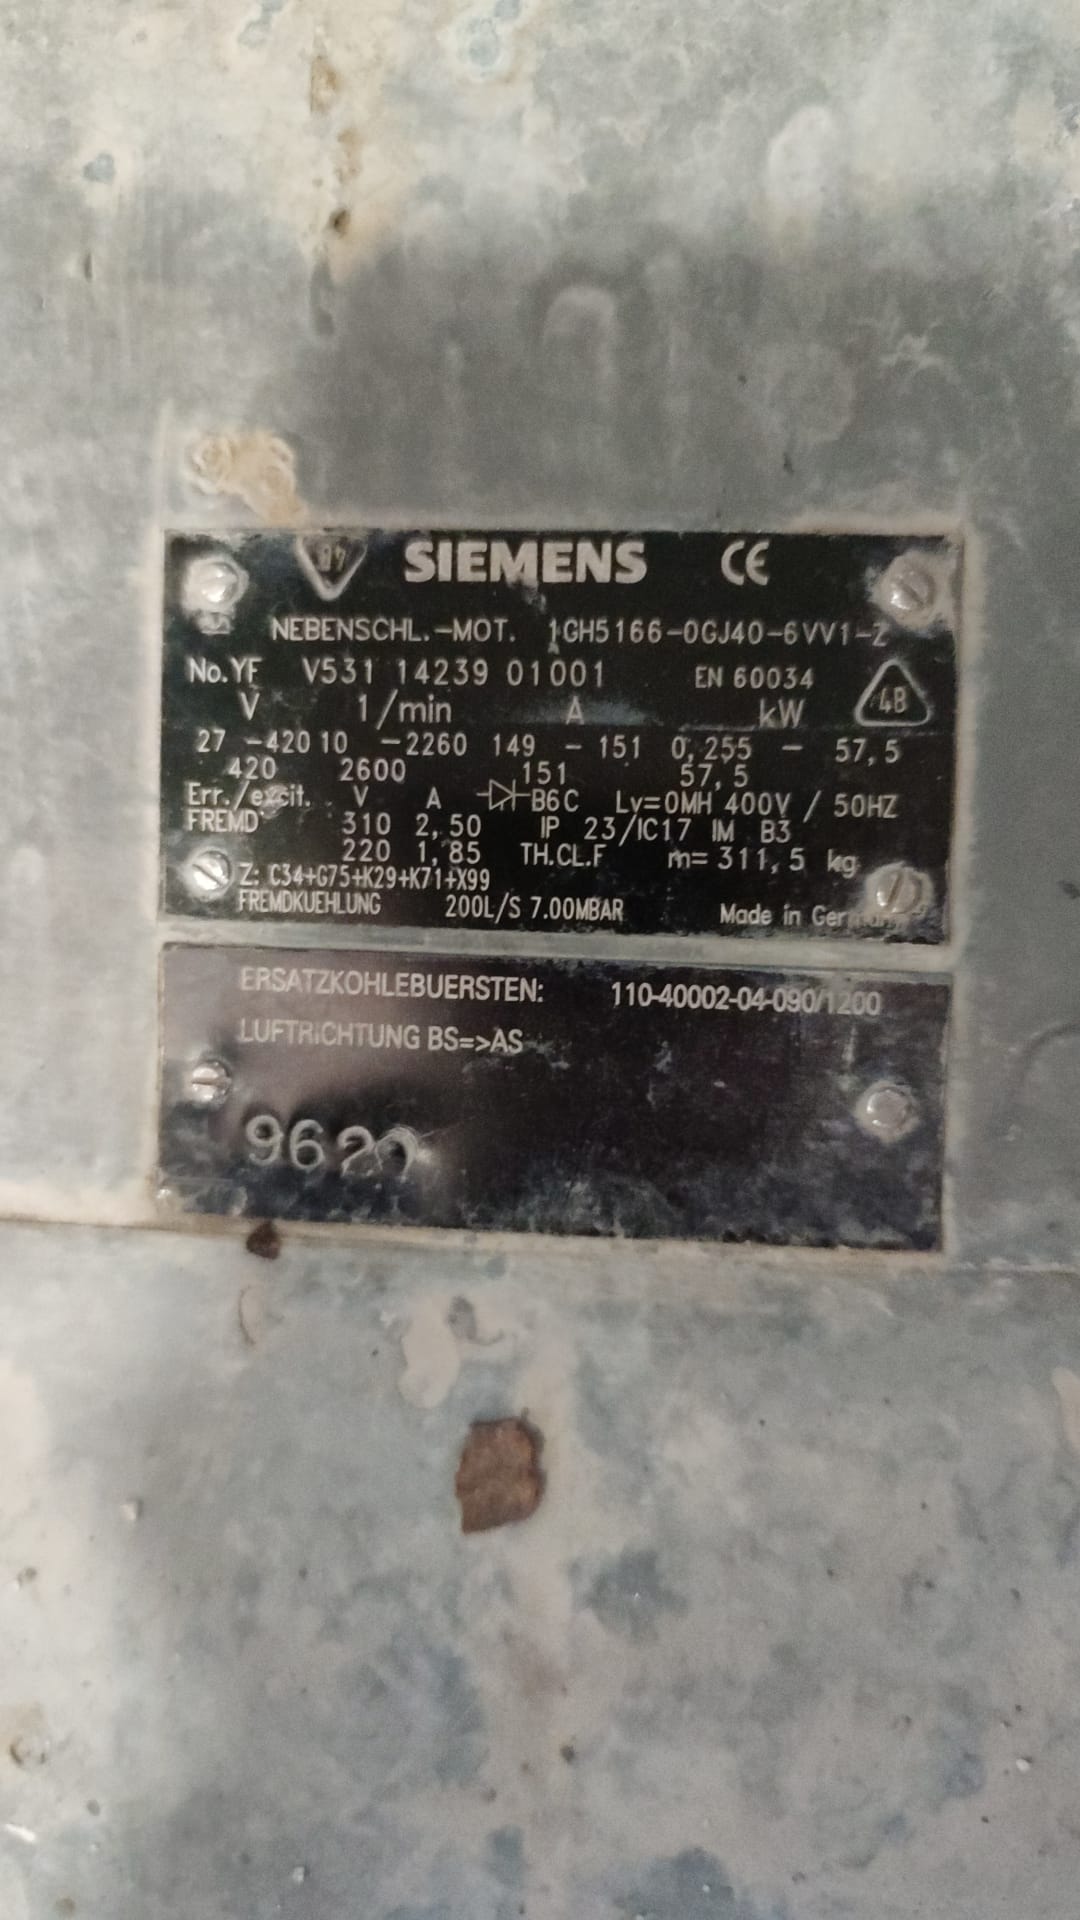 SIEMENS CE
NEBENSCHL.-MOT. 1GH5166-0GJ40-6VV1-Z
No.YF V531 14239 01001 EN 60034
V 1/min A kW
27 -420 10 -2260 149 - 151 0,255 - 57,5
420 2600 151 57,5
Err./excit. V A B6C Lv=0MH 400V / 50HZ
FREMD 310 2,50 IP 23/IC17 IM B3
220 1,85 TH.CL.F m= 311,5 kg
Z: C34+G75+K29+K71+X99
FREMDKUEHLUNG 200L/S 7.00MBAR Made in Germany
ERSATZKOHLEBUERSTEN: 110-40002-04-090/1200
LUFTRICHTUNG BS=>AS